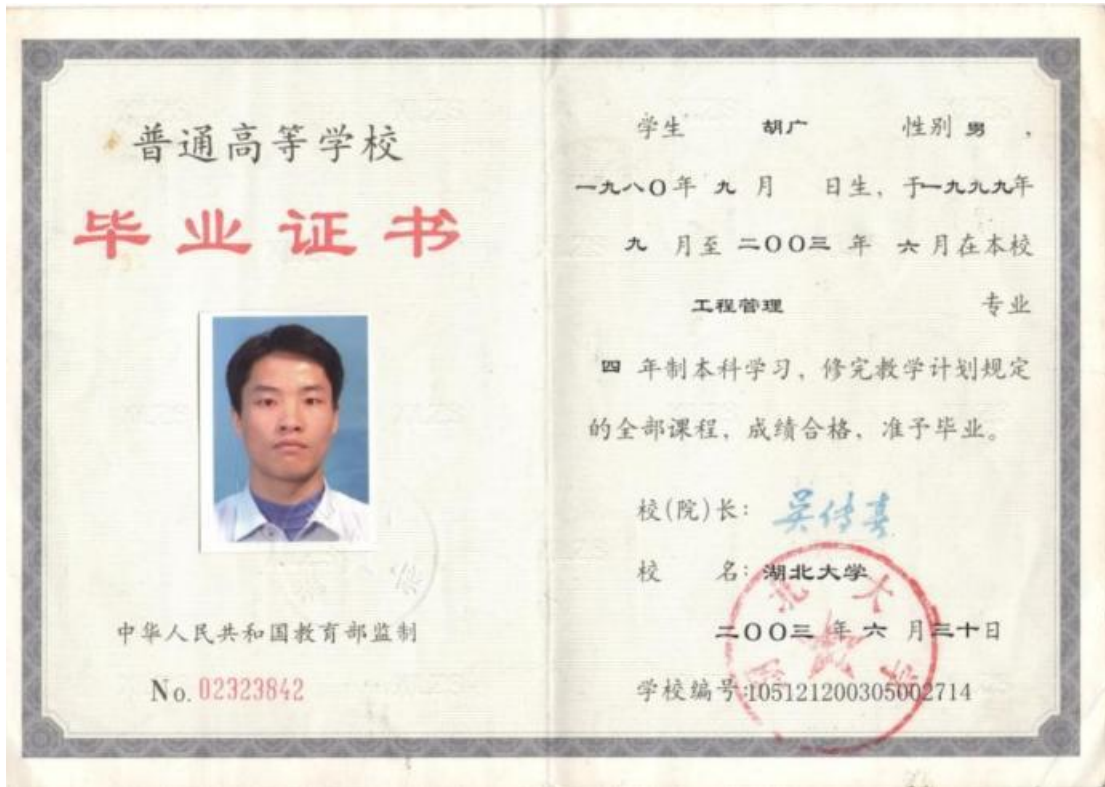 普通高等学校
毕业证书
中华人民共和国教育部监制
No. 02323842
学生 胡广 性别 男 ,
一九八〇年 九 月 日生, 于一九九九年
九 月至 二〇〇三 年 六 月在本校
工程管理 专业
四 年制本科学习, 修完教学计划规定
的全部课程, 成绩合格, 准予毕业。
校(院)长: 吴传喜
校 名: 湖北大学
二〇〇三 年 六 月 三十日
学校编号: 105121200305002714
湖北大学